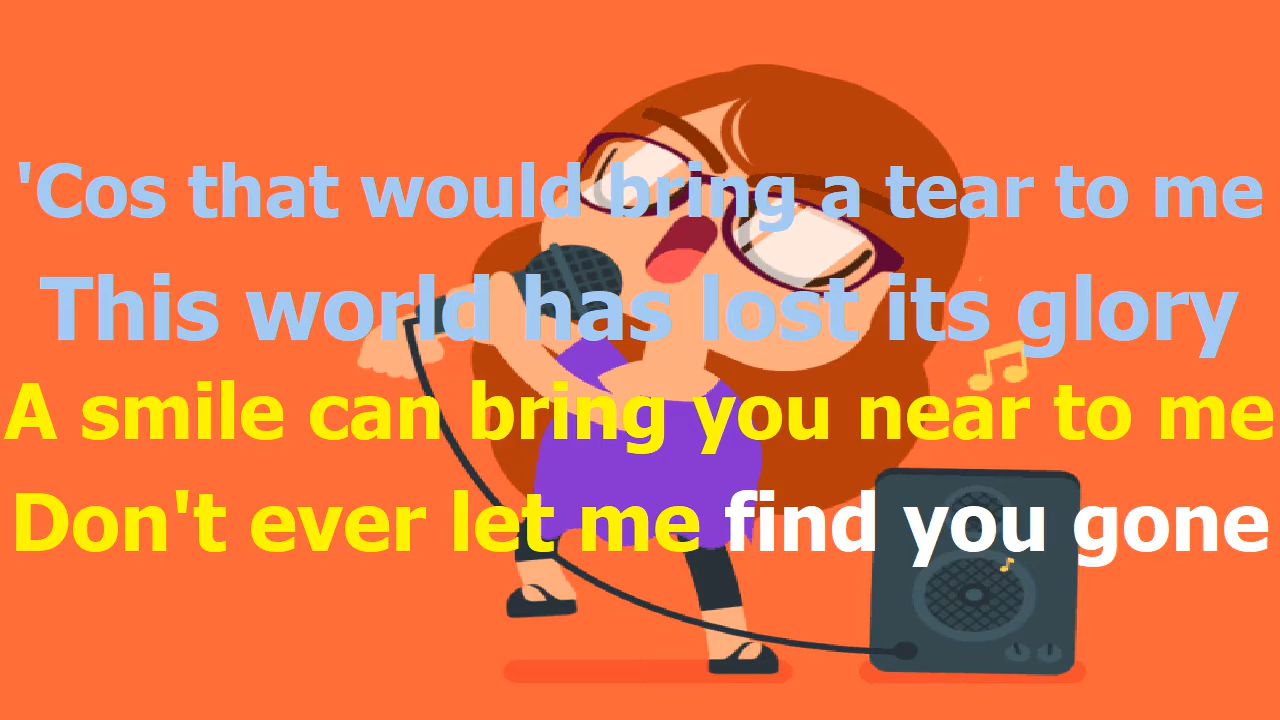 'Cos that would bring a tear to me
This world has lost its glory
A smile can bring you near to me
Don't ever let me find you gone